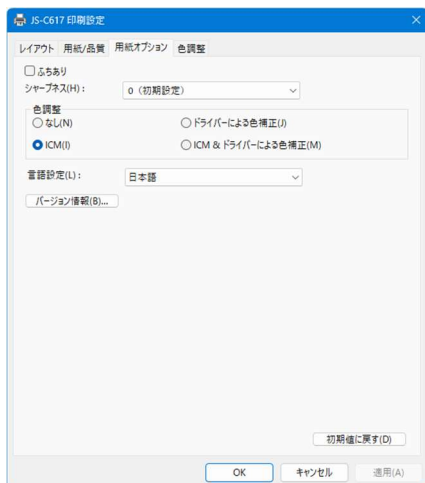 JS-C617 印刷設定
レイアウト 用紙/品質 用紙オプション 色調整
ふちあり
シャープネス(H): 0（初期設定）
色調整
なし(N) ドライバーによる色補正(J)
ICM(I) ICM & ドライバーによる色補正(M)
言語設定(L): 日本語
バージョン情報(B)...
初期値に戻す(D)
OK キャンセル 適用(A)